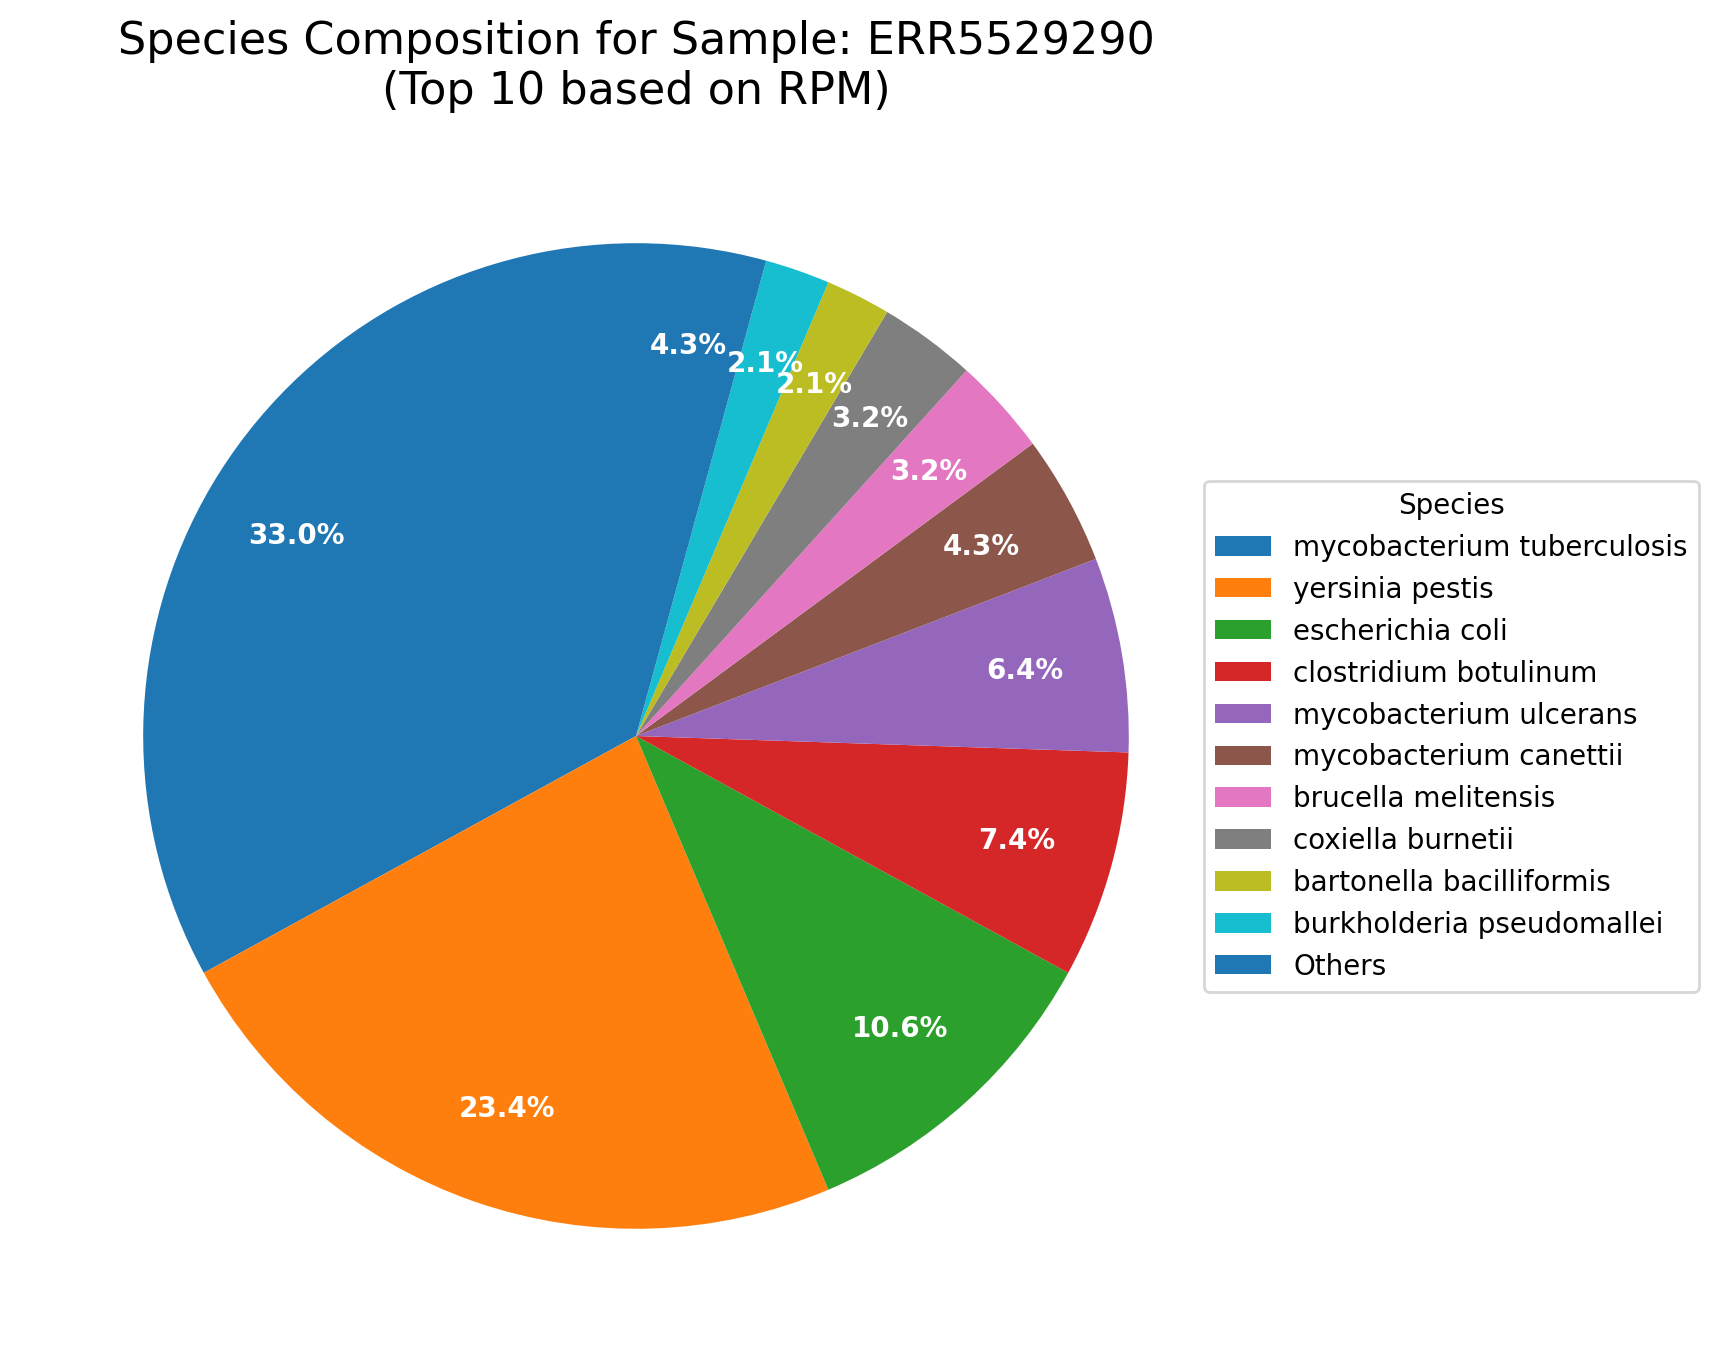 Species Composition for Sample: ERR5529290
(Top 10 based on RPM)
4.3%
2.1%
2.1%
3.2%
3.2%
4.3%
6.4%
7.4%
10.6%
23.4%
33.0%
Species
mycobacterium tuberculosis
yersinia pestis
escherichia coli
clostridium botulinum
mycobacterium ulcerans
mycobacterium canettii
brucella melitensis
coxiella burnetii
bartonella bacilliformis
burkholderia pseudomallei
Others